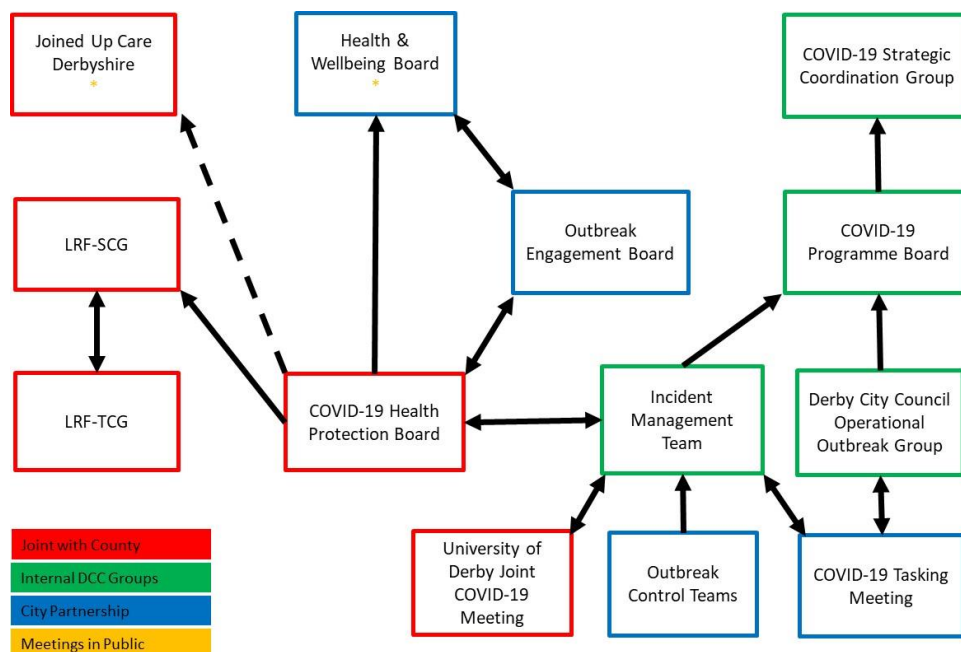 Joined Up Care
Derbyshire
*
Health &
Wellbeing Board
*
COVID-19 Strategic
Coordination Group
LRF-SCG
Outbreak
Engagement Board
COVID-19
Programme Board
LRF-TCG
COVID-19 Health
Protection Board
Incident
Management
Team
Derby City Council
Operational
Outbreak Group
University of
Derby Joint
COVID-19
Meeting
Outbreak
Control Teams
COVID-19 Tasking
Meeting
Joint with County
Internal DCC Groups
City Partnership
Meetings in Public